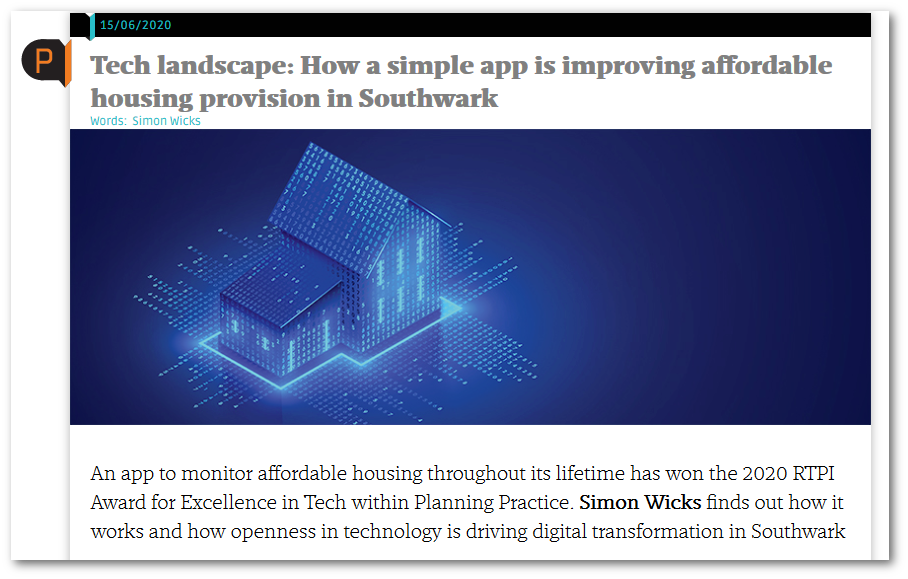 15/06/2020
P
Tech landscape: How a simple app is improving affordable
housing provision in Southwark
Words: Simon Wicks
An app to monitor affordable housing throughout its lifetime has won the 2020 RTPI
Award for Excellence in Tech within Planning Practice. Simon Wicks finds out how it
works and how openness in technology is driving digital transformation in Southwark